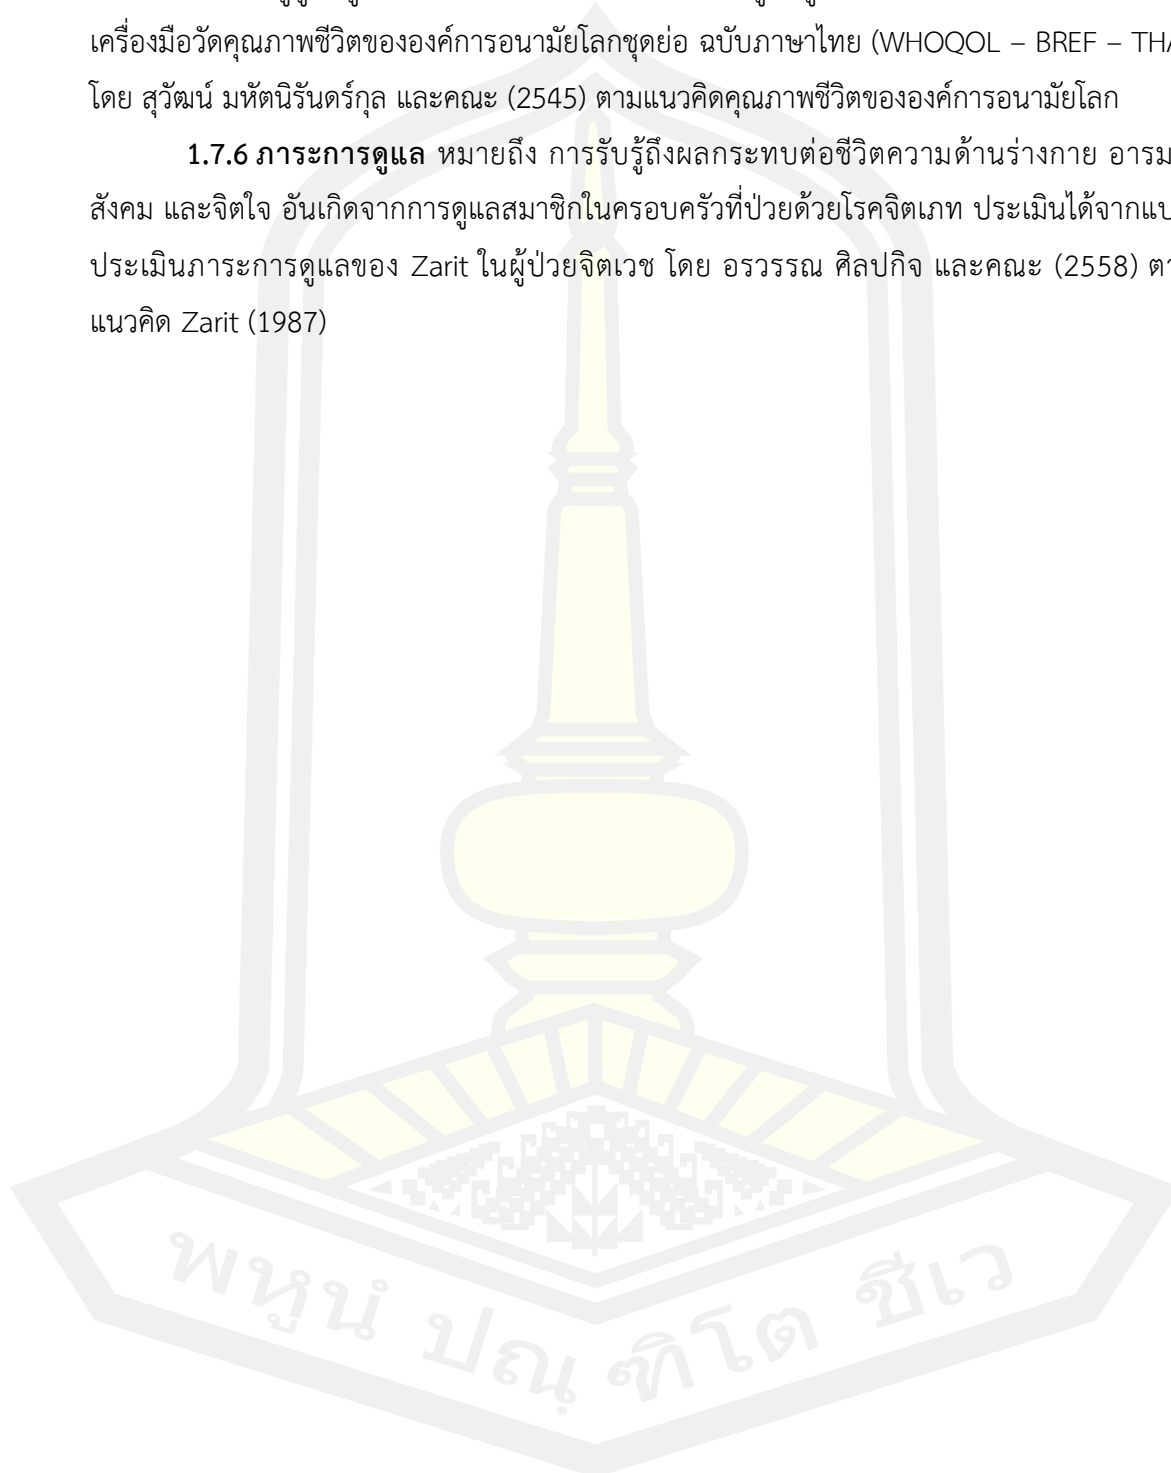 เครื่องมือวัดคุณภาพชีวิตขององค์การอนามัยโลกชุดย่อ ฉบับภาษาไทย (WHOQOL – BREF – THA
โดย สุวัฒน์ มหัตนิรันดร์กุล และคณะ (2545) ตามแนวคิดคุณภาพชีวิตขององค์การอนามัยโลก
1.7.6 ภาระการดูแล หมายถึง การรับรู้ถึงผลกระทบต่อชีวิตความด้านร่างกาย อารม
สังคม และจิตใจ อันเกิดจากการดูแลสมาชิกในครอบครัวที่ป่วยด้วยโรคจิตเภท ประเมินได้จากแบ
ประเมินภาระการดูแลของ Zarit ในผู้ป่วยจิตเวช โดย อรวรรณ ศิลปกิจ และคณะ (2558) ตา
แนวคิด Zarit (1987)
พหูนํ ปณฺฑิโต ชีเว